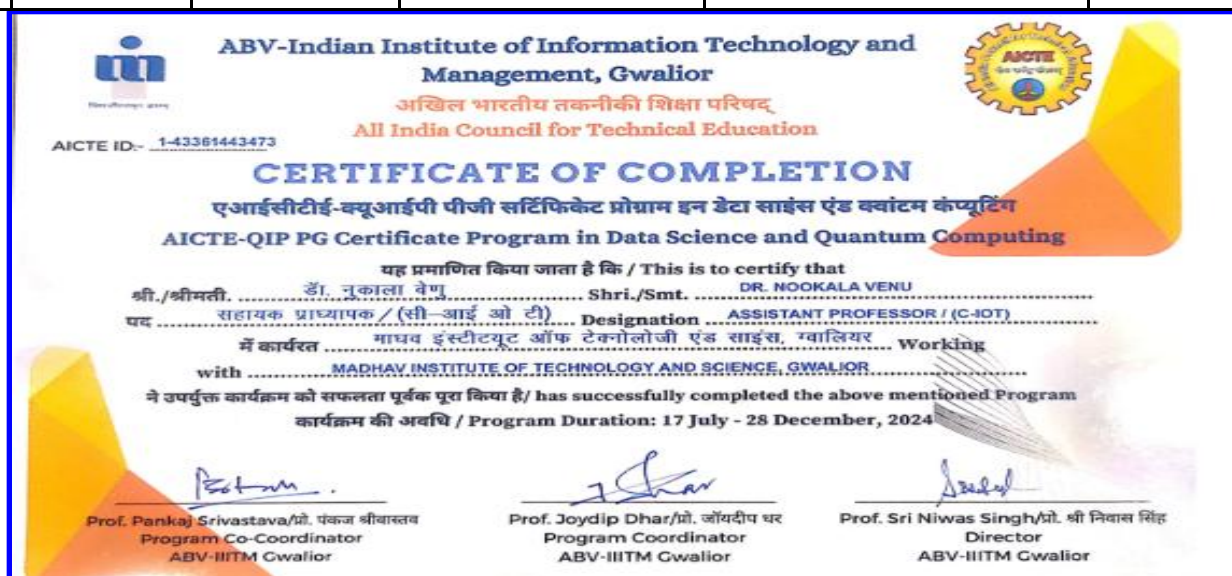 ABV-Indian Institute of Information Technology and
Management, Gwalior
अखिल भारतीय तकनीकी शिक्षा परिषद्
All India Council for Technical Education
AICTE
AICTE ID:- 1-43361443473
CERTIFICATE OF COMPLETION
एआईसीटीई-क्यूआईपी पीजी सर्टिफिकेट प्रोग्राम इन डेटा साइंस एंड क्वांटम कंप्यूटिंग
AICTE-QIP PG Certificate Program in Data Science and Quantum Computing
यह प्रमाणित किया जाता है कि / This is to certify that
श्री./श्रीमती. डॅा. नुकाला वेणु Shri./Smt. DR. NOOKALA VENU
पद सहायक प्राध्यापक / (सी-आई ओ टी) Designation ASSISTANT PROFESSOR / (C-IOT)
में कार्यरत माधव इंस्टीटयूट ऑफ टेक्नोलोजी एंड साइंस, ग्वालियर Working
with MADHAV INSTITUTE OF TECHNOLOGY AND SCIENCE, GWALIOR
ने उपर्युक्त कार्यक्रम को सफलता पूर्वक पूरा किया है/ has successfully completed the above mentioned Program
कार्यक्रम की अवधि / Program Duration: 17 July - 28 December, 2024
Prof. Pankaj Srivastava/प्रो. पंकज श्रीवास्तव
Program Co-Coordinator
ABV-IIITM Gwalior
Prof. Joydip Dhar/प्रो. जॉयदीप धर
Program Coordinator
ABV-IIITM Gwalior
Prof. Sri Niwas Singh/प्रो. श्री निवास सिंह
Director
ABV-IIITM Gwalior